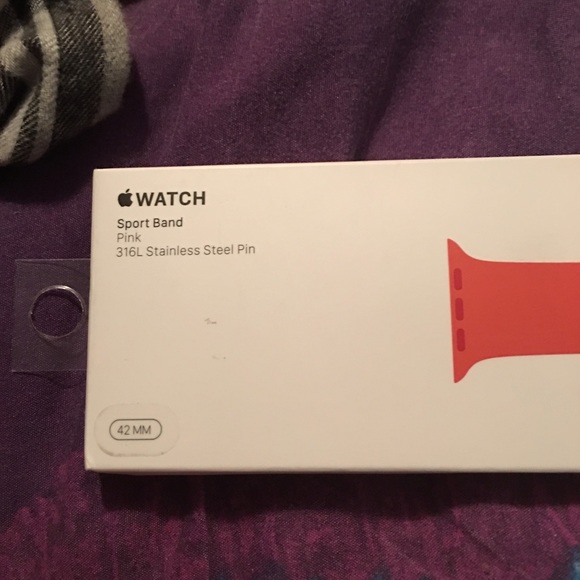 WATCH
Sport Band
Pink
316L Stainless Steel Pin
42 MM